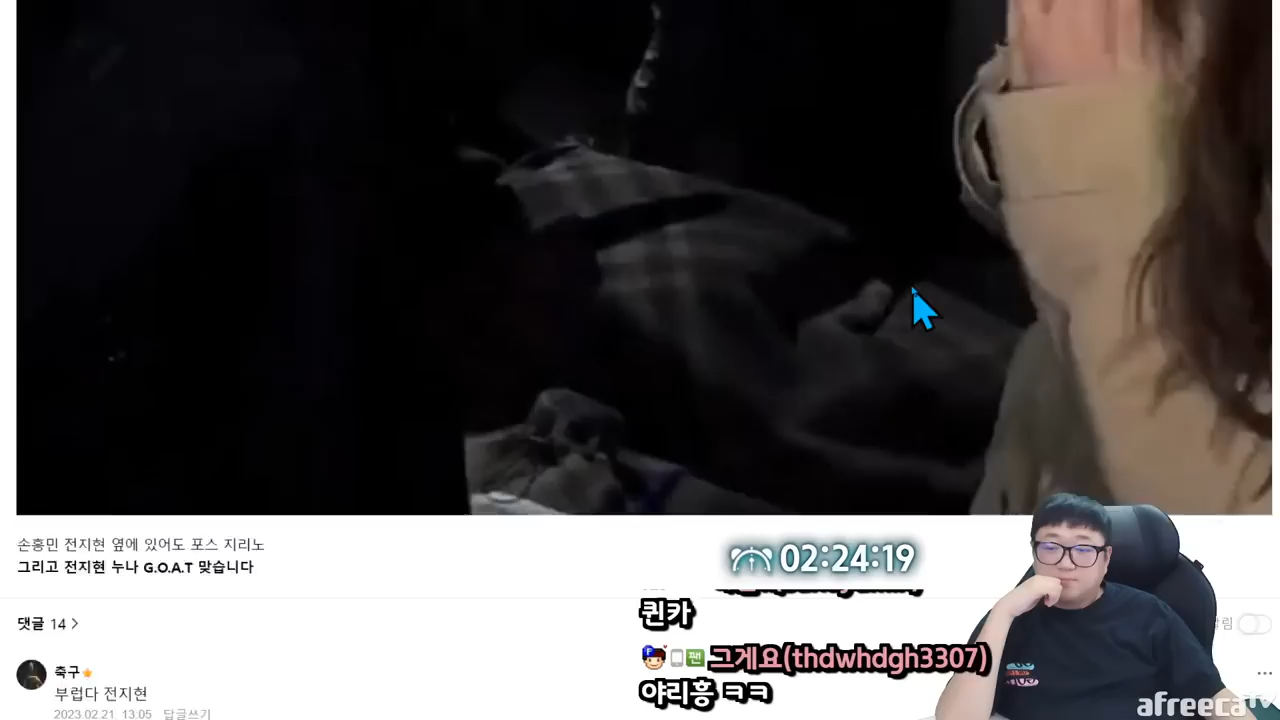 손흥민 전지현 옆에 있어도 포스 지리노
그리고 전지현 누나 G.O.A.T 맞습니다
02:24:19
댓글 14 >
퀸카
알림
F 팬 그게요(thdwhdgh3307)
야리흥 ㅋㅋ
축구
부럽다 전지현
2023.02.21. 13:05 답글쓰기
afreecaTV